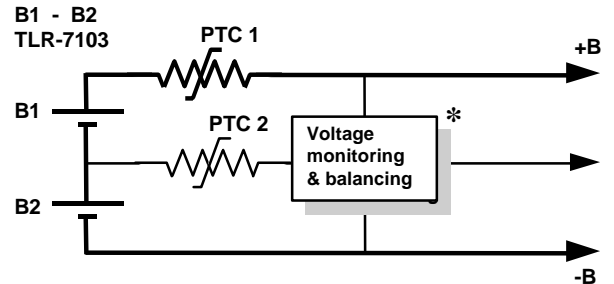 B1 - B2
TLR-7103
PTC 1
+B
B1
PTC 2
*
Voltage
monitoring
& balancing
B2
-B